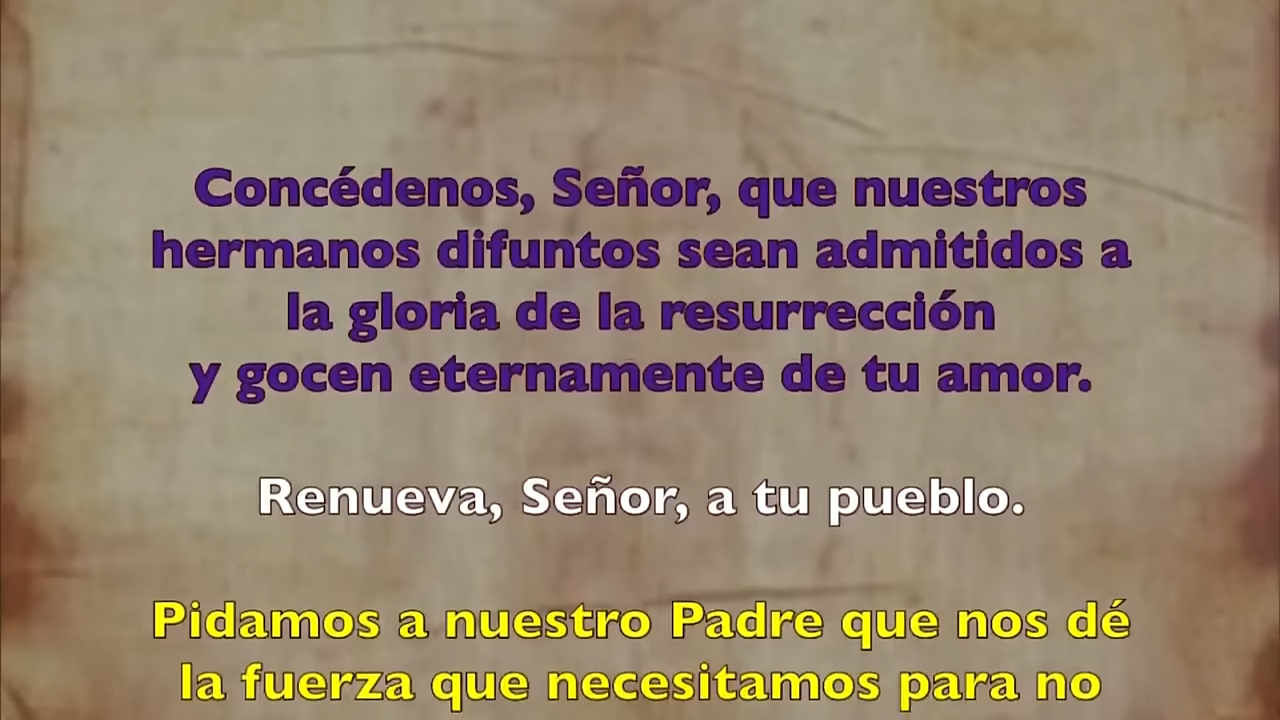 Concédenos, Señor, que nuestros
hermanos difuntos sean admitidos a
la gloria de la resurrección
y gocen eternamente de tu amor.
Renueva, Señor, a tu pueblo.
Pidamos a nuestro Padre que nos dé
la fuerza que necesitamos para no